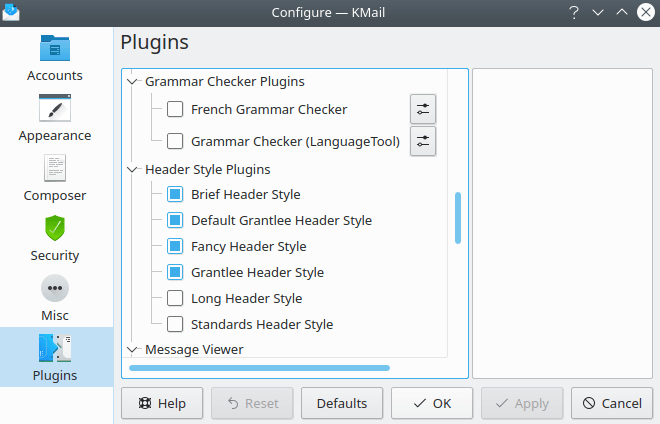 Configure — KMail
Accounts
Appearance
Composer
Security
Misc
Plugins
Plugins
Grammar Checker Plugins
French Grammar Checker
Grammar Checker (LanguageTool)
Header Style Plugins
Brief Header Style
Default Grantlee Header Style
Fancy Header Style
Grantlee Header Style
Long Header Style
Standards Header Style
Message Viewer
Help
Reset
Defaults
OK
Apply
Cancel